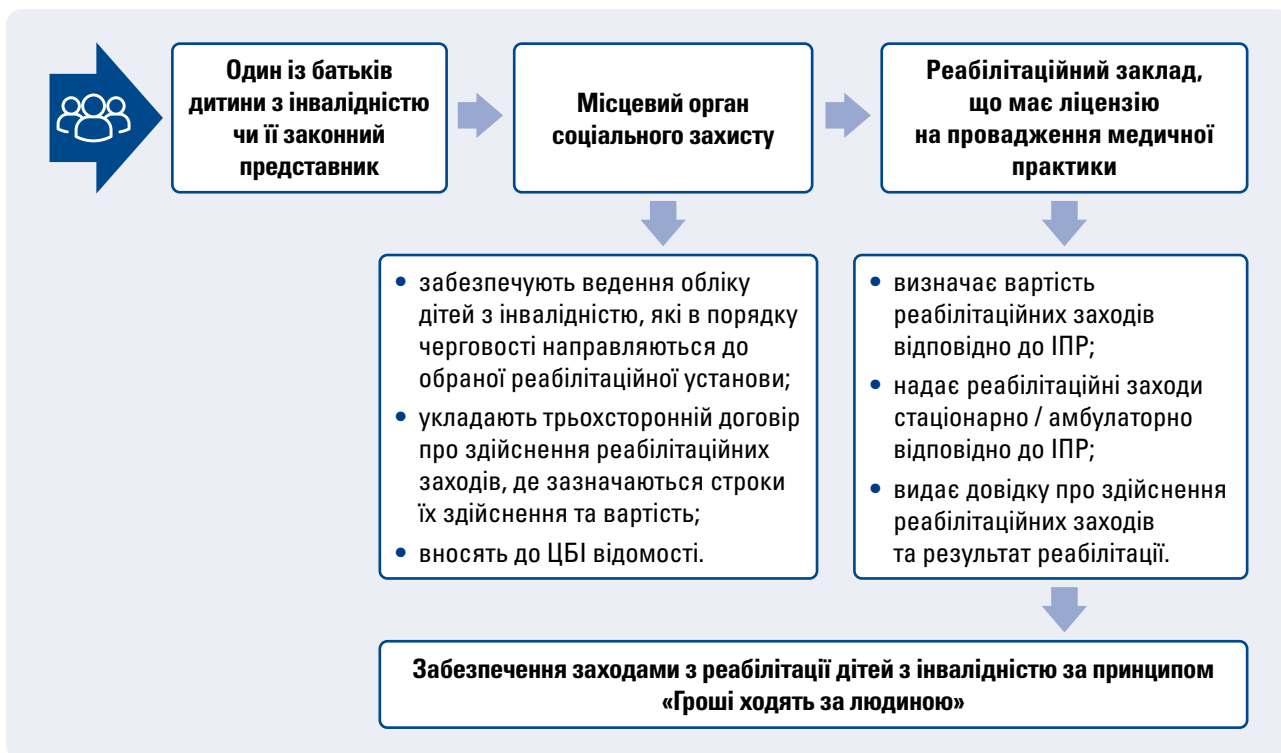 Один із батьків
дитини з інвалідністю
чи її законний
представник
Місцевий орган
соціального захисту
Реабілітаційний заклад,
що має ліцензію
на провадження медичної
практики
• забезпечують ведення обліку
дітей з інвалідністю, які в порядку
черговості направляються до
обраної реабілітаційної установи;
• укладають трьохсторонній договір
про здійснення реабілітаційних
заходів, де зазначаються строки
їх здійснення та вартість;
• вносять до ЦБІ відомості.
• визначає вартість
реабілітаційних заходів
відповідно до ІПР;
• надає реабілітаційні заходи
стаціонарно / амбулаторно
відповідно до ІПР;
• видає довідку про здійснення
реабілітаційних заходів
та результат реабілітації.
Забезпечення заходами з реабілітації дітей з інвалідністю за принципом
«Гроші ходять за людиною»